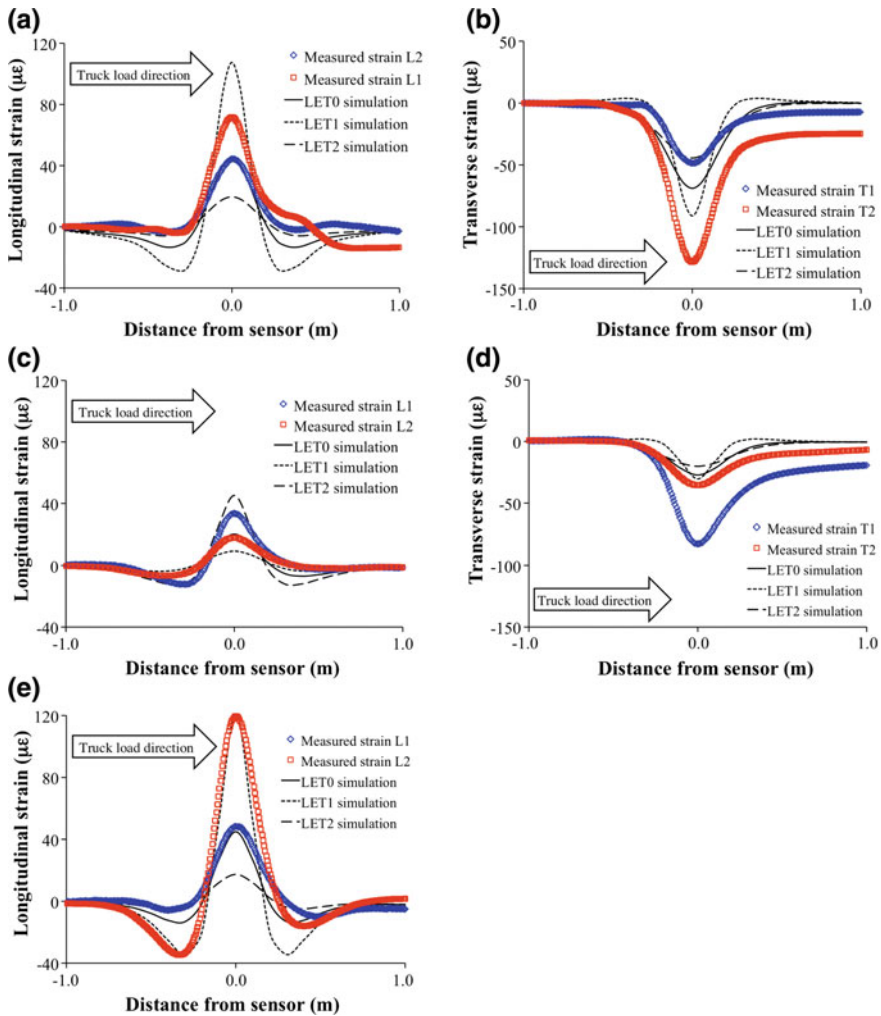 (a)
Longitudinal strain (µε)
120
80
40
0
-40
Truck load direction
Measured strain L2
Measured strain L1
LET0 simulation
LET1 simulation
LET2 simulation
-1.0
0.0
1.0
Distance from sensor (m)
(b)
Transverse strain (µε)
50
0
-50
-100
-150
Measured strain T1
Measured strain T2
LET0 simulation
LET1 simulation
LET2 simulation
Truck load direction
-1.0
0.0
1.0
Distance from sensor (m)
(c)
Longitudinal strain (µε)
120
80
40
0
-40
Truck load direction
Measured strain L1
Measured strain L2
LET0 simulation
LET1 simulation
LET2 simulation
-1.0
0.0
1.0
Distance from sensor (m)
(d)
Transverse strain (µε)
50
0
-50
-100
-150
Measured strain T1
Measured strain T2
LET0 simulation
LET1 simulation
LET2 simulation
Truck load direction
-1.0
0.0
1.0
Distance from sensor (m)
(e)
Longitudinal strain (µε)
120
80
40
0
-40
Truck load direction
Measured strain L1
Measured strain L2
LET0 simulation
LET1 simulation
LET2 simulation
-1.0
0.0
1.0
Distance from sensor (m)